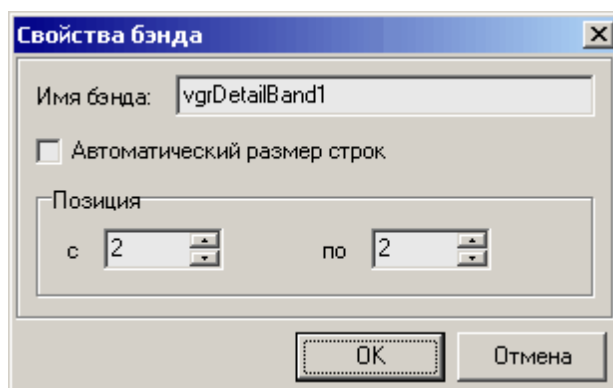 Свойства бэнда
Имя бэнда: vgrDetailBand1
Автоматический размер строк
Позиция
с 2 по 2
OK Отмена